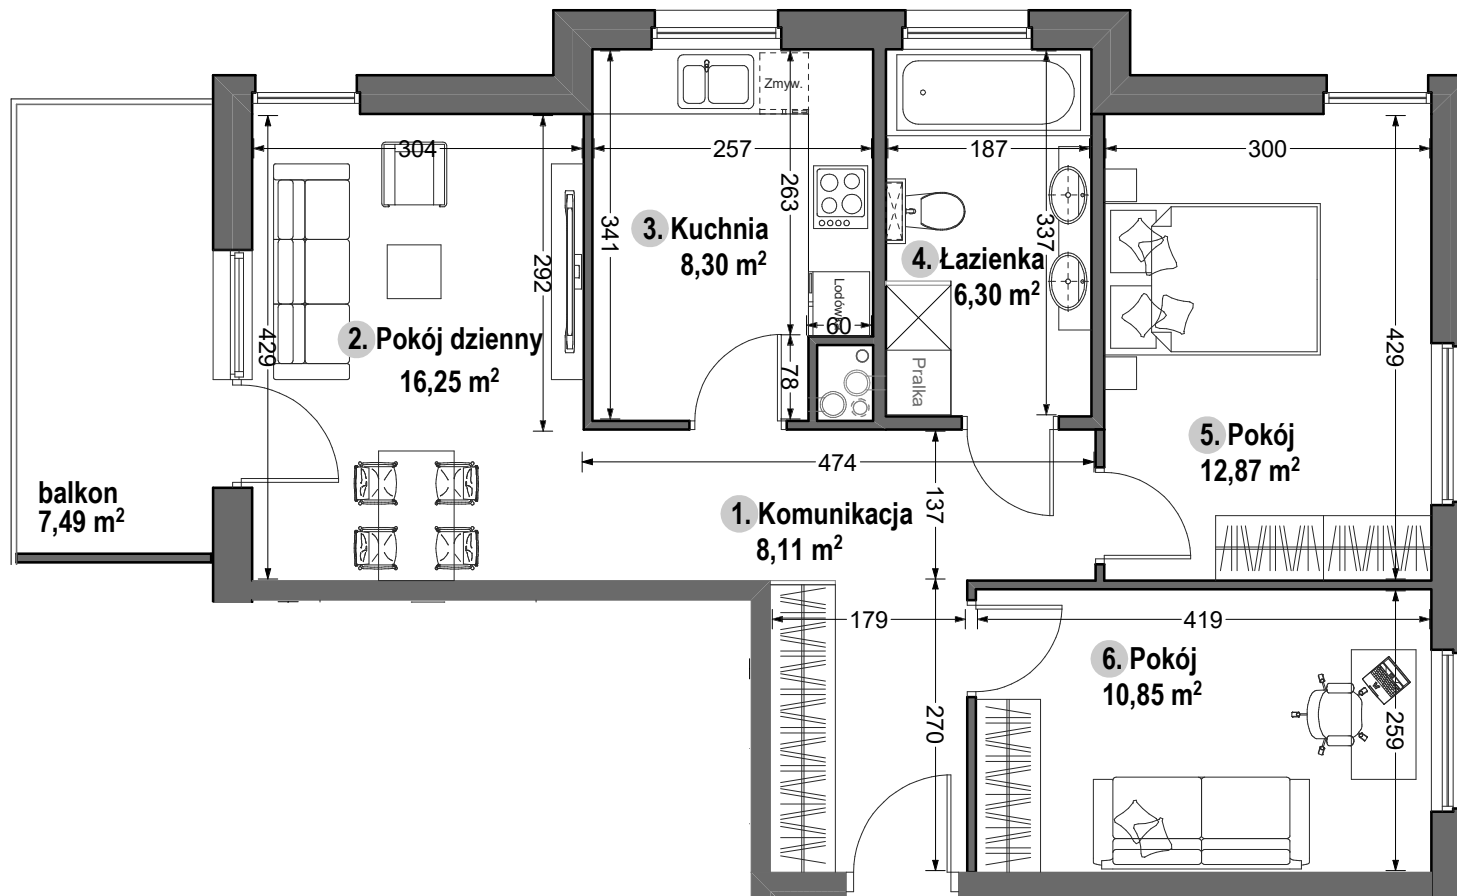 Zmyw.
304
257
187
300
263
341
337
292
3. Kuchnia
8,30 m²
4. Łazienka
6,30 m²
Lodówka
60
429
2. Pokój dzienny
16,25 m²
78
Pralka
429
5. Pokój
12,87 m²
474
137
balkon
7,49 m²
1. Komunikacja
8,11 m²
179
419
6. Pokój
10,85 m²
270
259